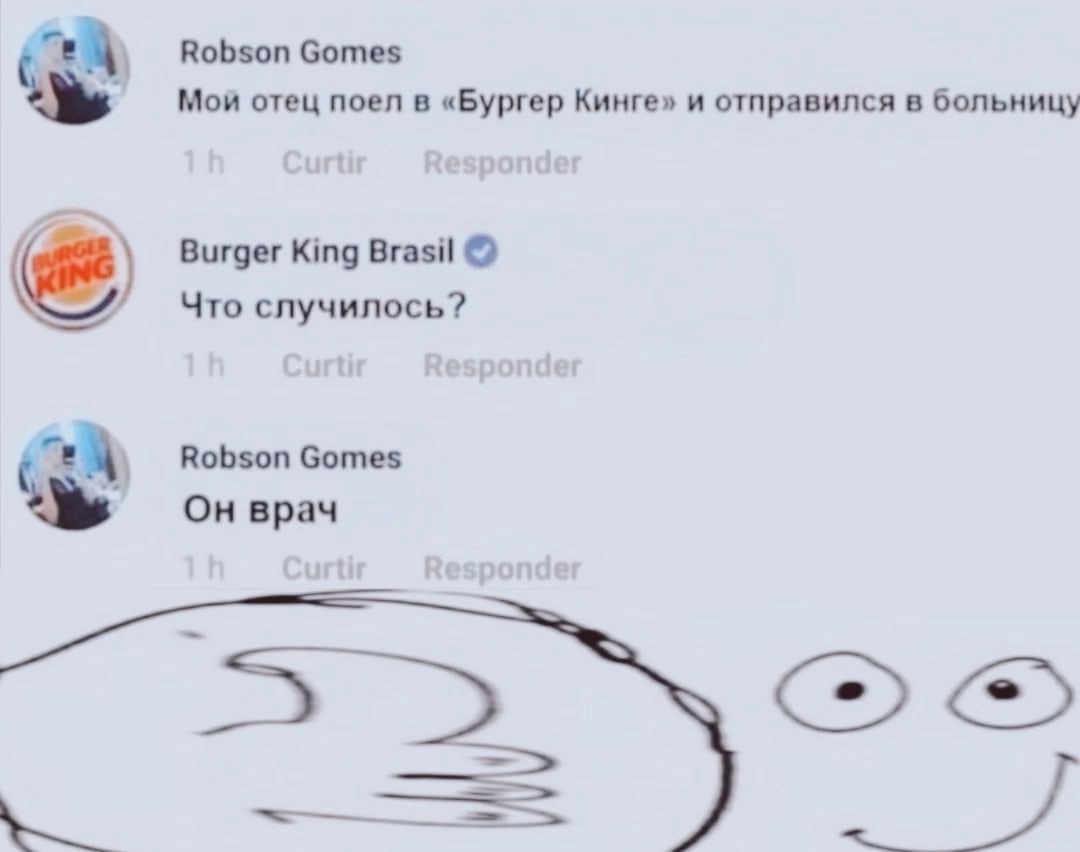 Robson Gomes
Мой отец поел в «Бургер Кинге» и отправился в больницу
1 h Curtir Responder
BURGER
KING
Burger King Brasil
Что случилось?
1 h Curtir Responder
Robson Gomes
Он врач
1 h Curtir Responder